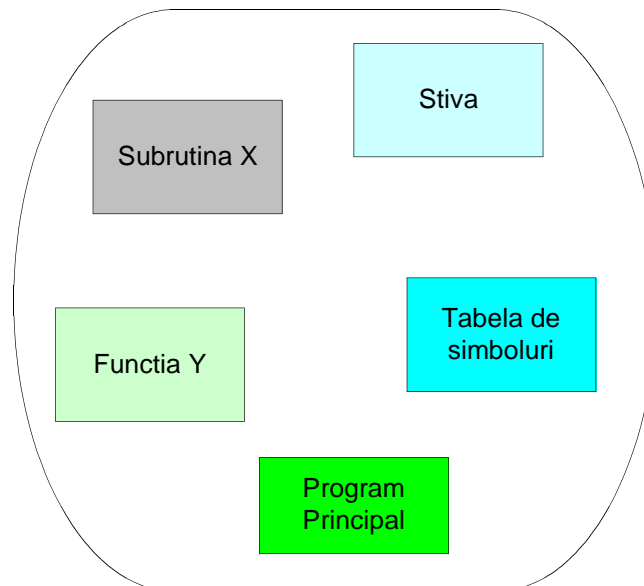 Stiva
Subrutina X
Tabela de
simboluri
Functia Y
Program
Principal